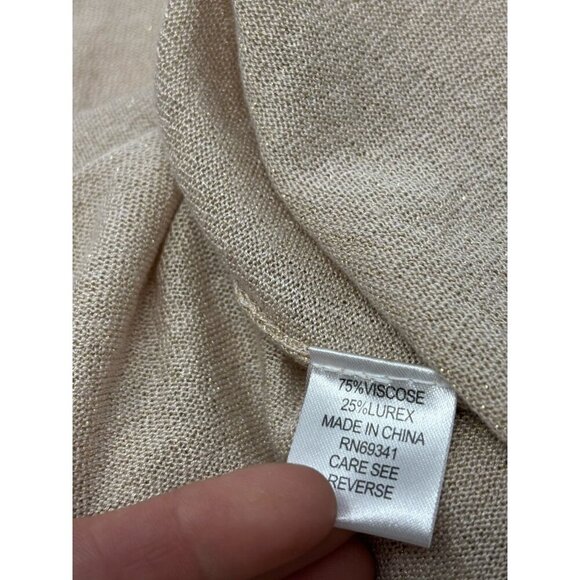 75%VISCOSE
25%LUREX
MADE IN CHINA
RN69341
CARE SEE
REVERSE